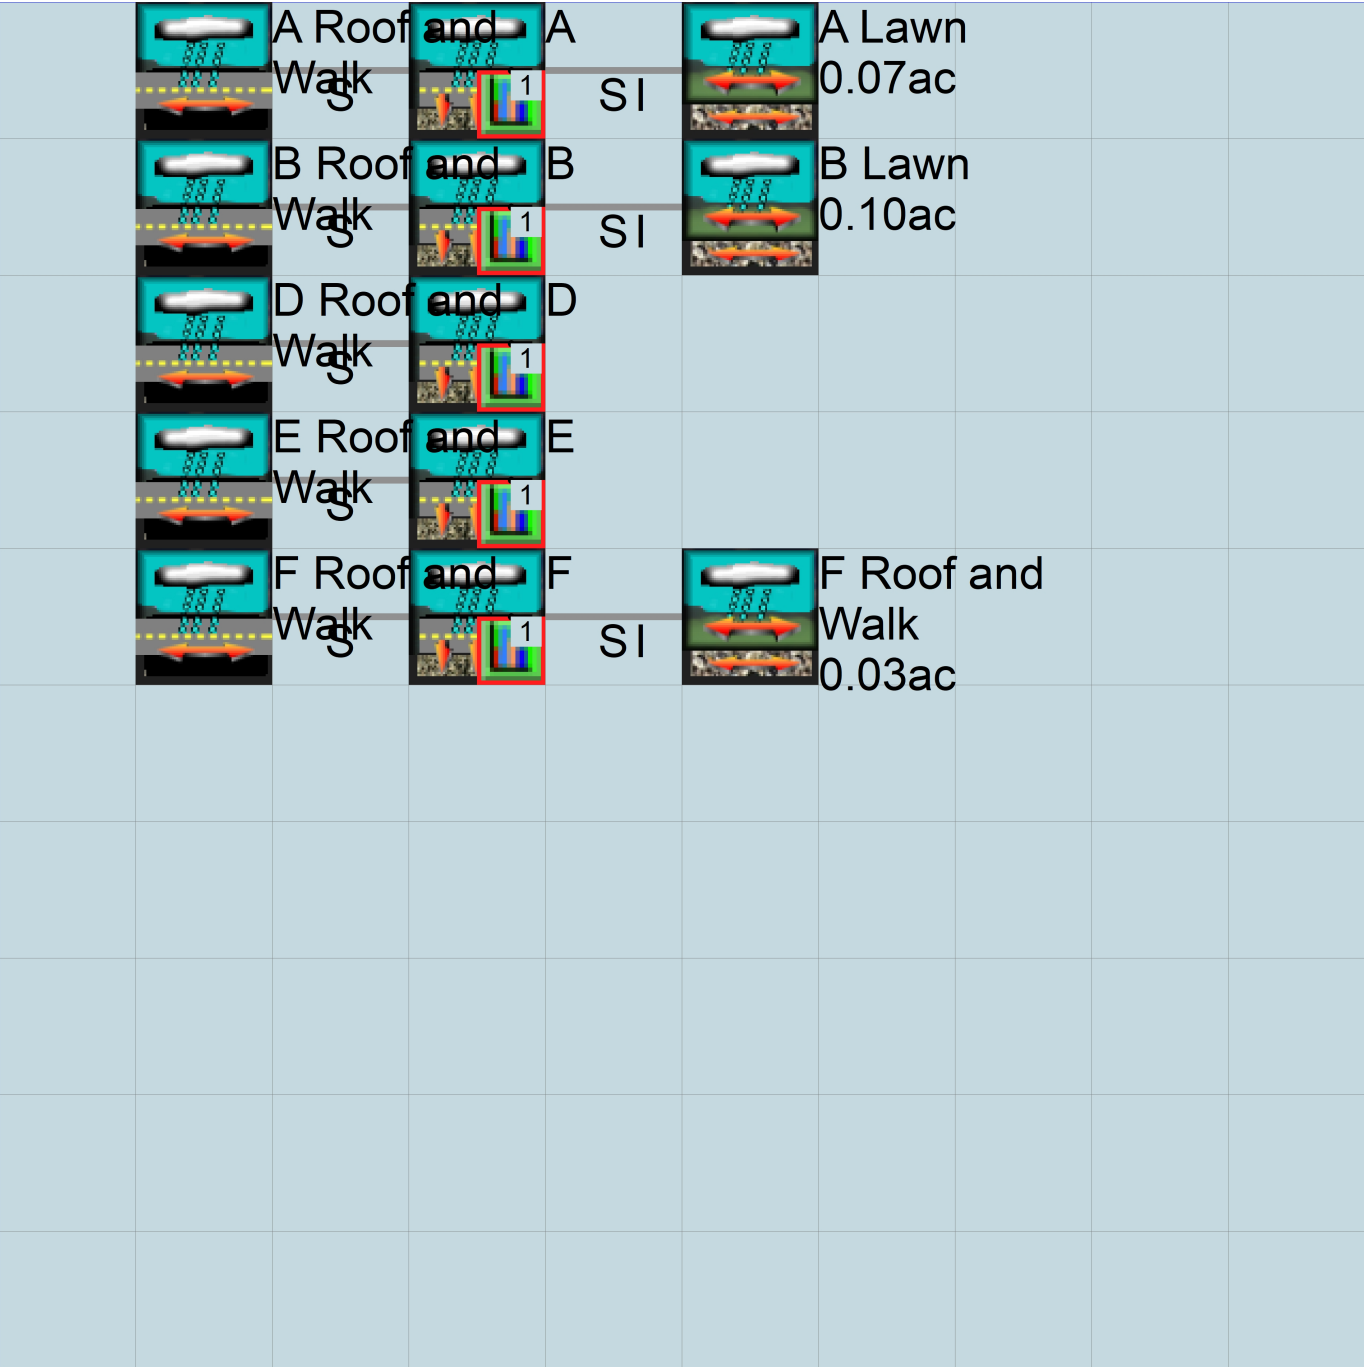 A Roof and
Walk
S
1
A
S I
A Lawn
0.07ac
B Roof and
Walk
S
1
B
S I
B Lawn
0.10ac
D Roof and
Walk
S
1
D
E Roof and
Walk
S
1
E
F Roof and
Walk
S
1
F
S I
F Roof and
Walk
0.03ac